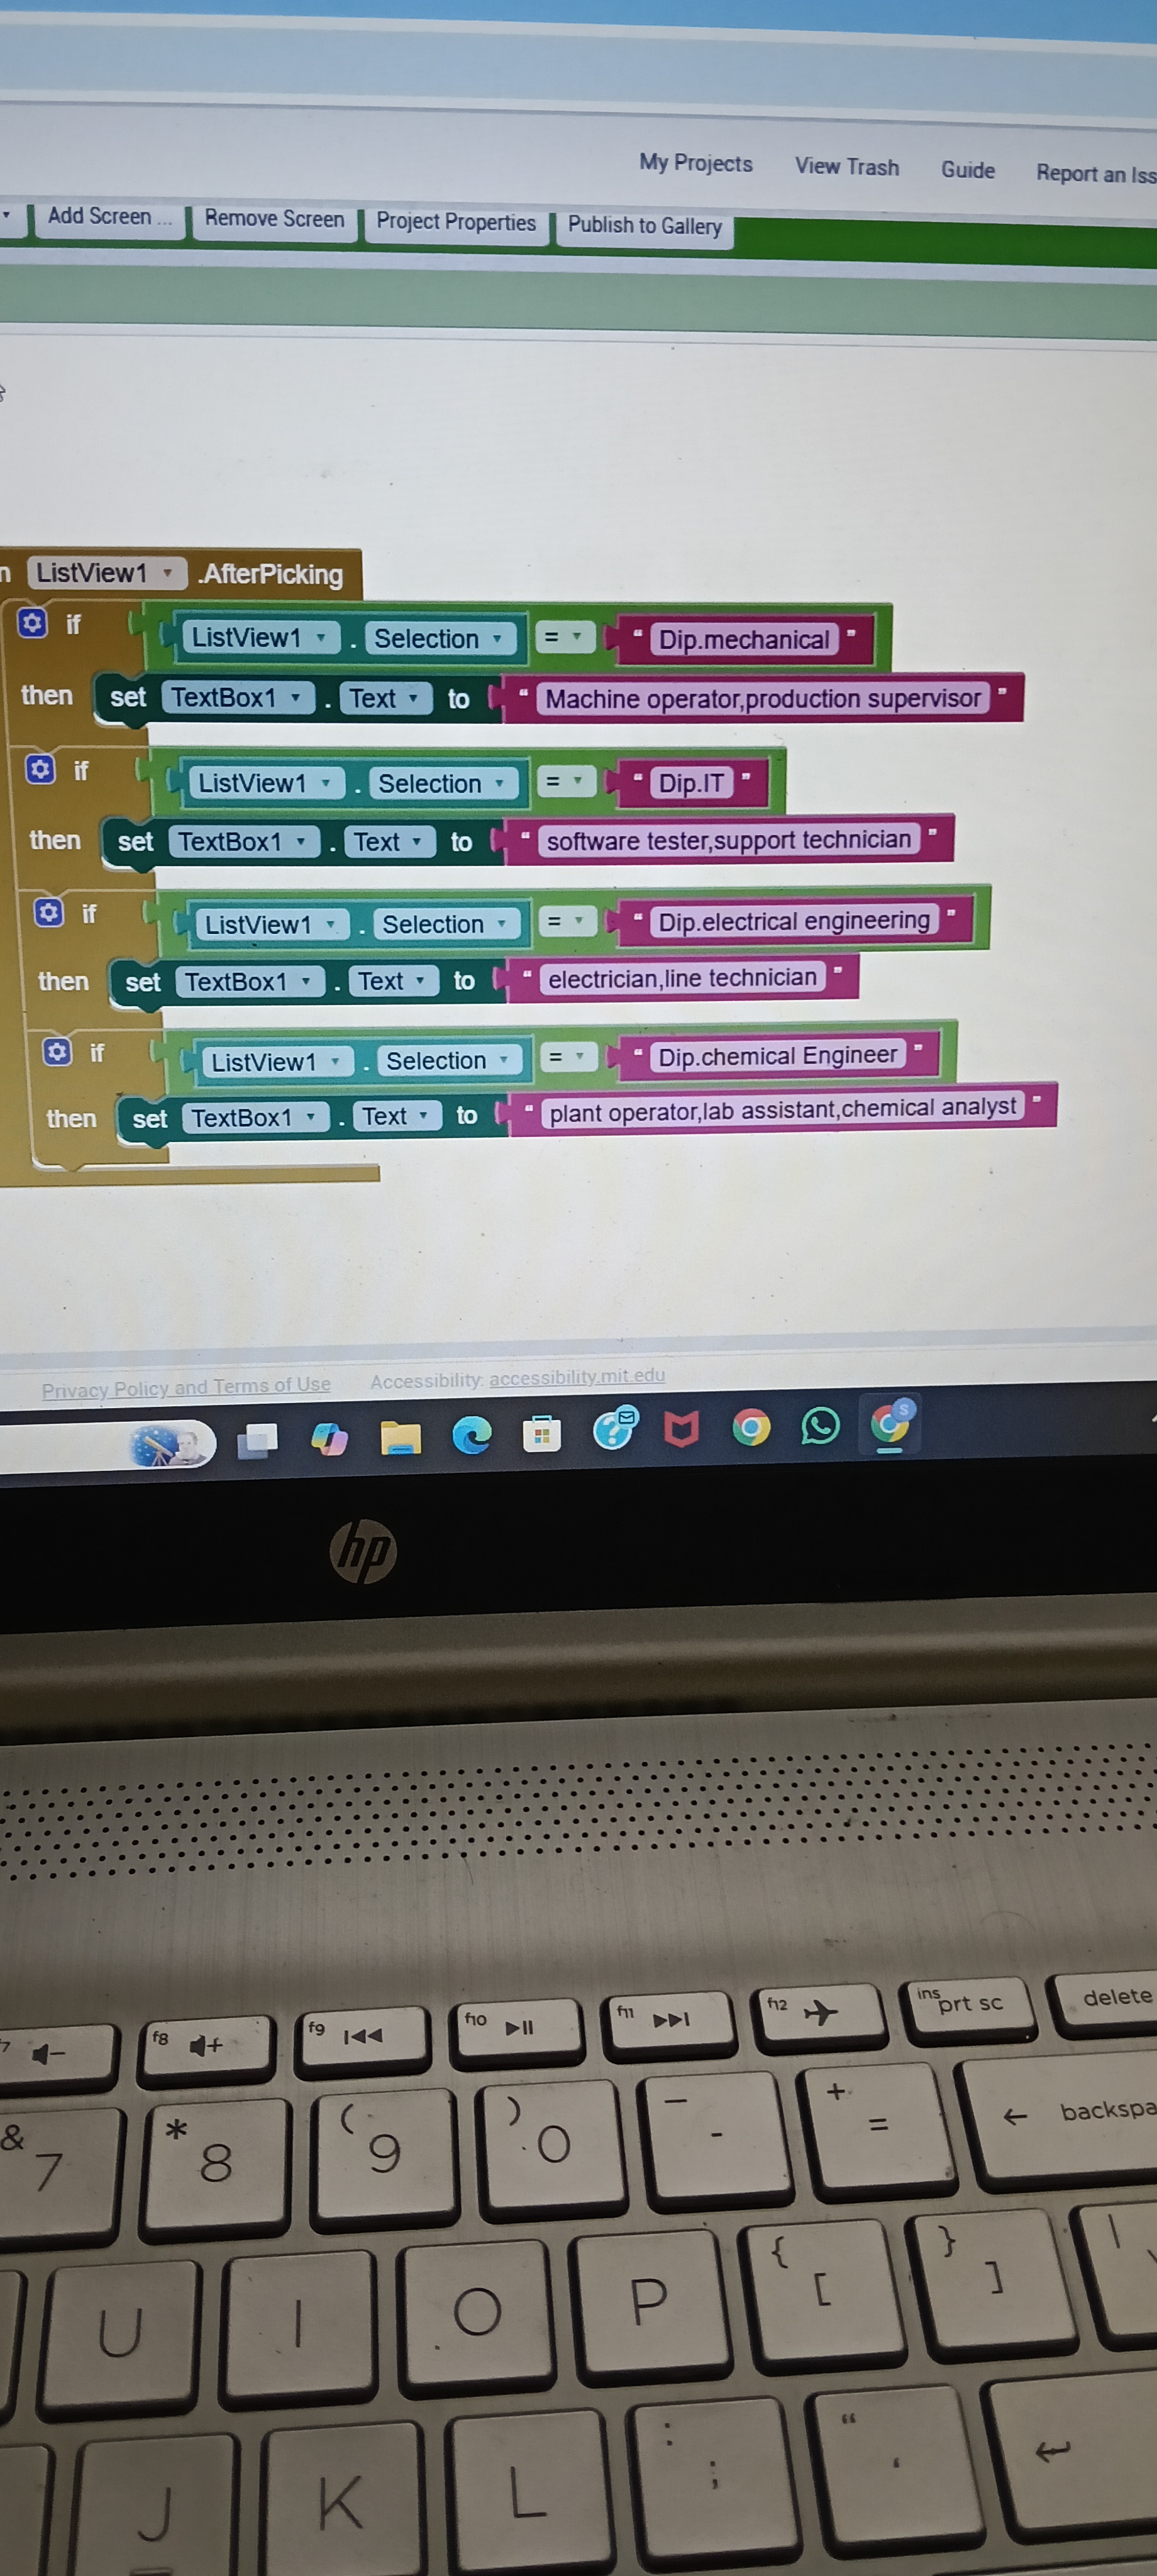 My Projects View Trash Guide Report an Iss
Add Screen ... Remove Screen Project Properties Publish to Gallery
n ListView1 .AfterPicking
if ListView1 . Selection = " Dip.mechanical "
then set TextBox1 . Text to " Machine operator,production supervisor "
if ListView1 . Selection = " Dip.IT "
then set TextBox1 . Text to " software tester,support technician "
if ListView1 . Selection = " Dip.electrical engineering "
then set TextBox1 . Text to " electrician,line technician "
if ListView1 . Selection = " Dip.chemical Engineer "
then set TextBox1 . Text to " plant operator,lab assistant,chemical analyst "
Privacy Policy and Terms of Use Accessibility: accessibility.mit.edu
S
hp
f7 f8 f9 f10 f11 f12 ins prt sc delete
& 7 * 8 ( 9 ) 0 _ - + = ← backspa
U I O P { [ } ] |
J K L : ; “ ‘